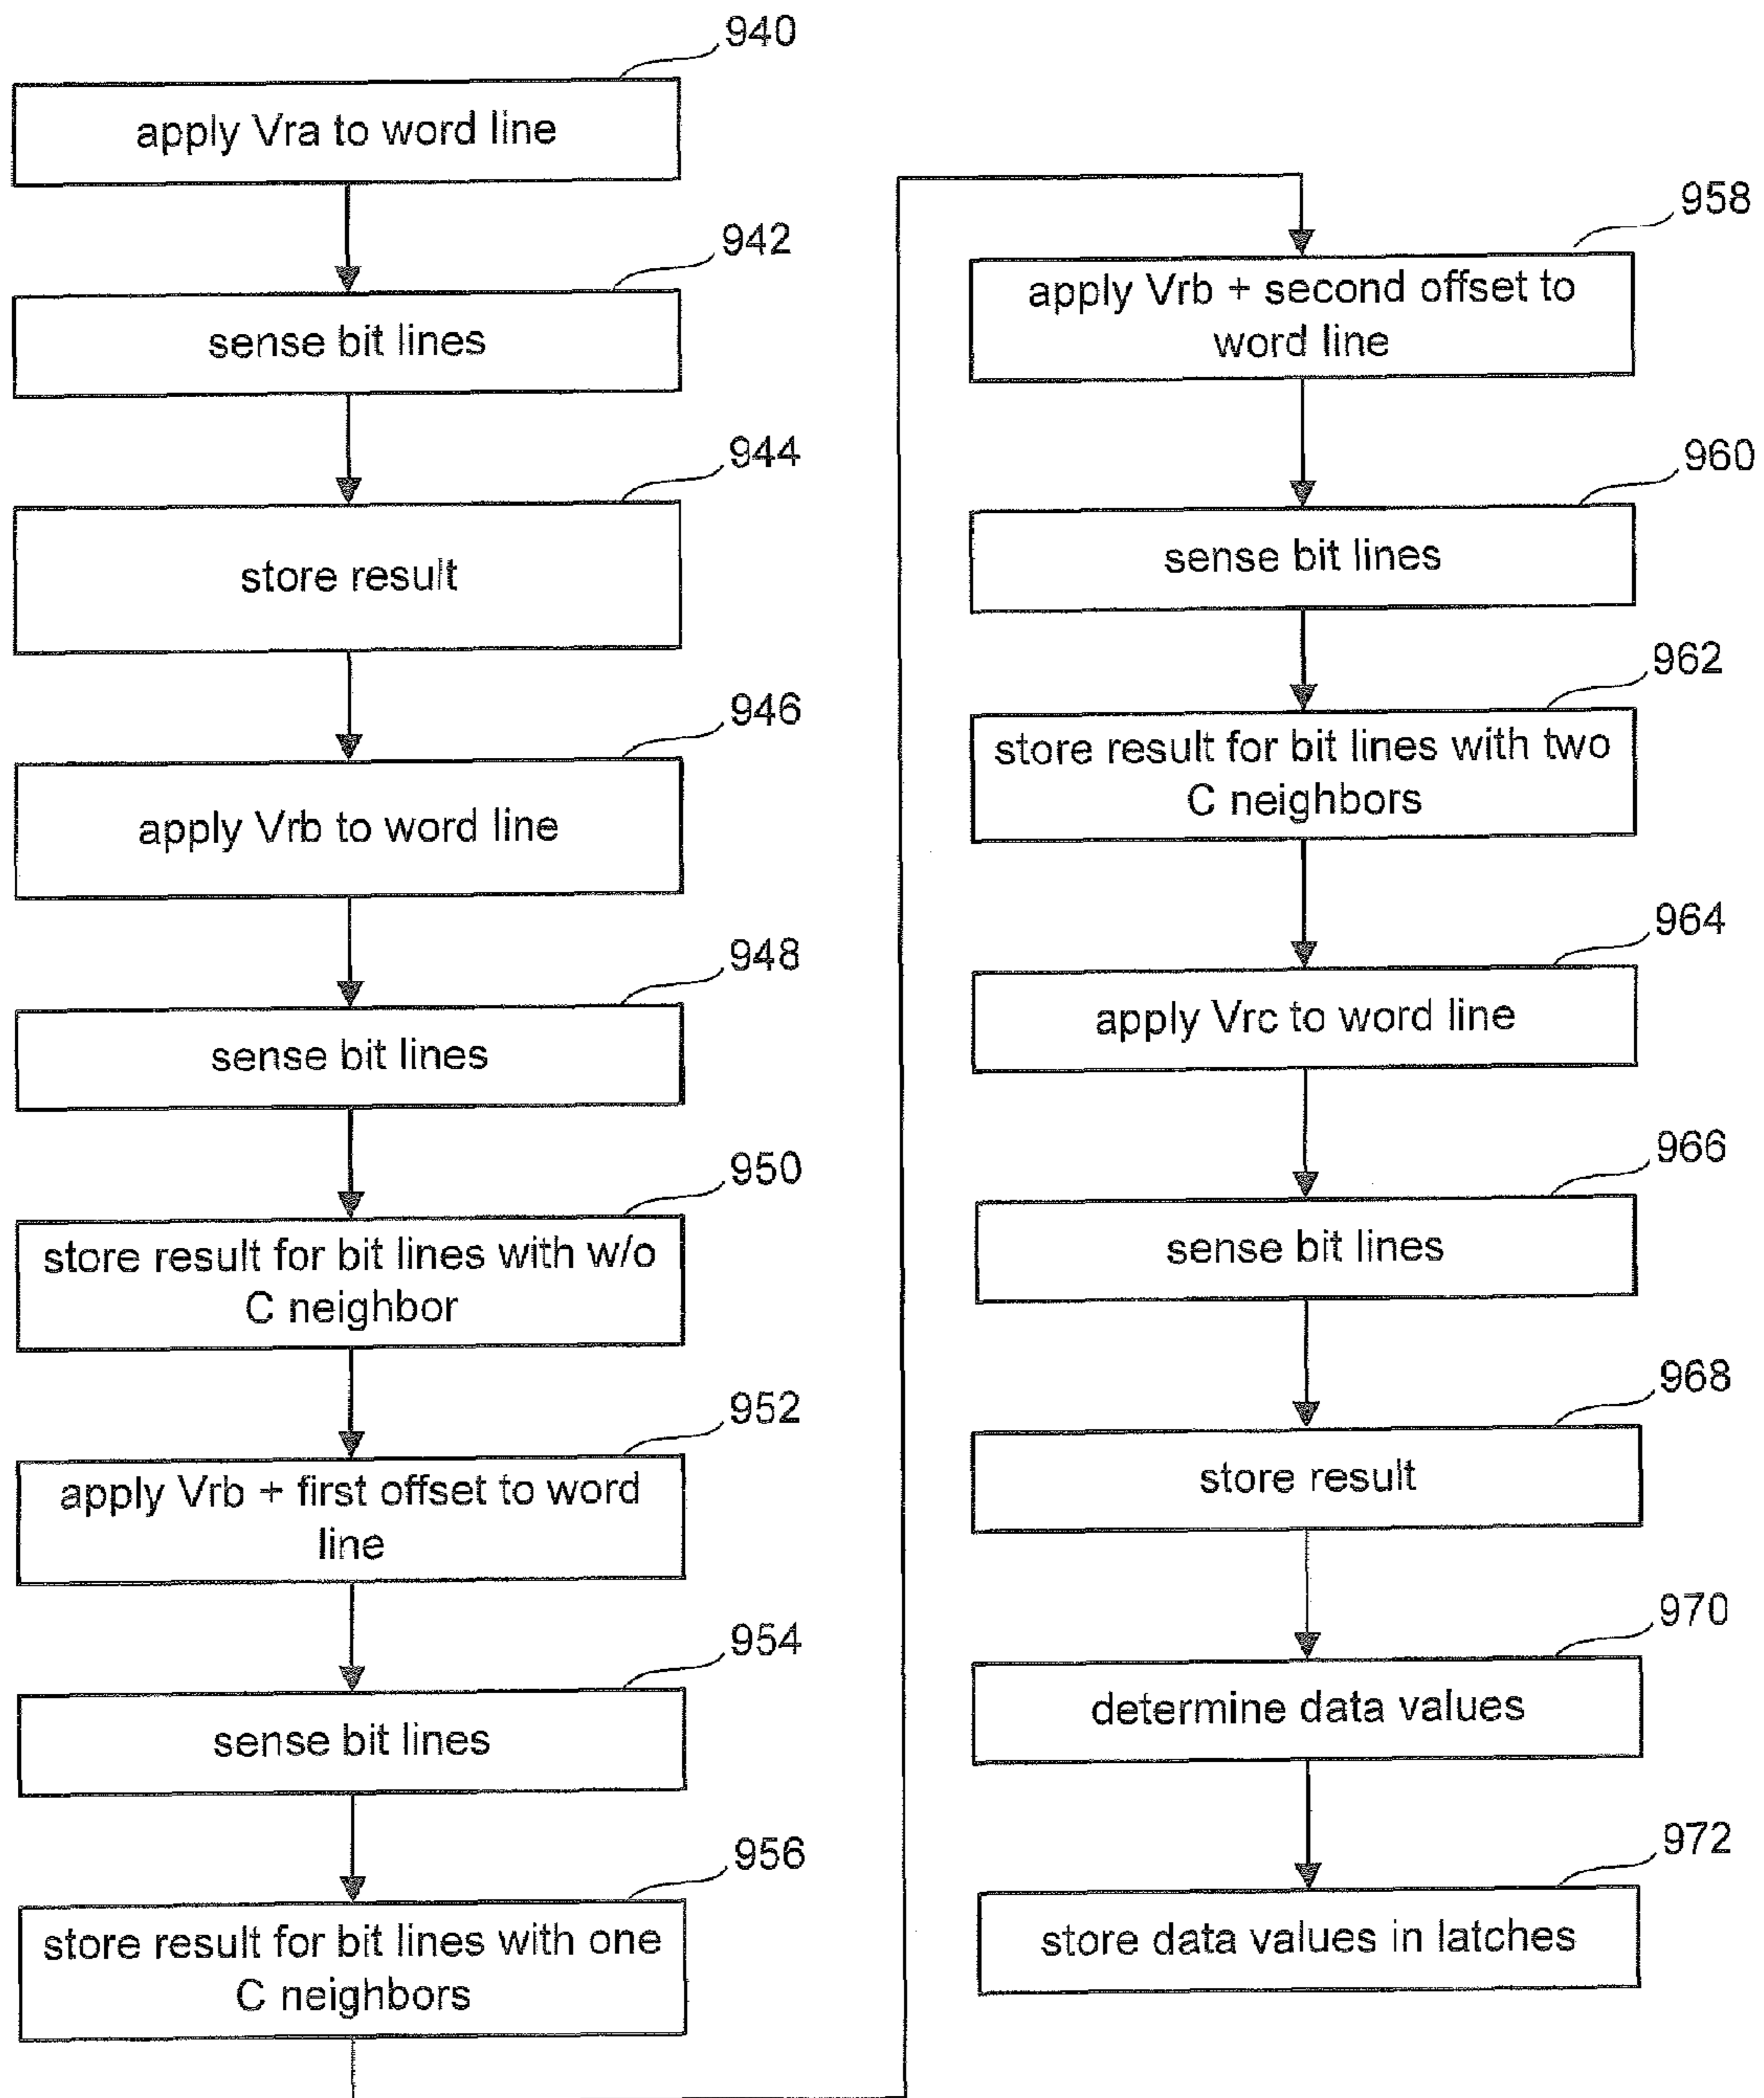 940
apply Vra to word line
942
sense bit lines
944
store result
946
apply Vrb to word line
948
sense bit lines
950
store result for bit lines with w/o
C neighbor
952
apply Vrb + first offset to word
line
954
sense bit lines
956
store result for bit lines with one
C neighbors
958
apply Vrb + second offset to
word line
960
sense bit lines
962
store result for bit lines with two
C neighbors
964
apply Vrc to word line
966
sense bit lines
968
store result
970
determine data values
972
store data values in latches